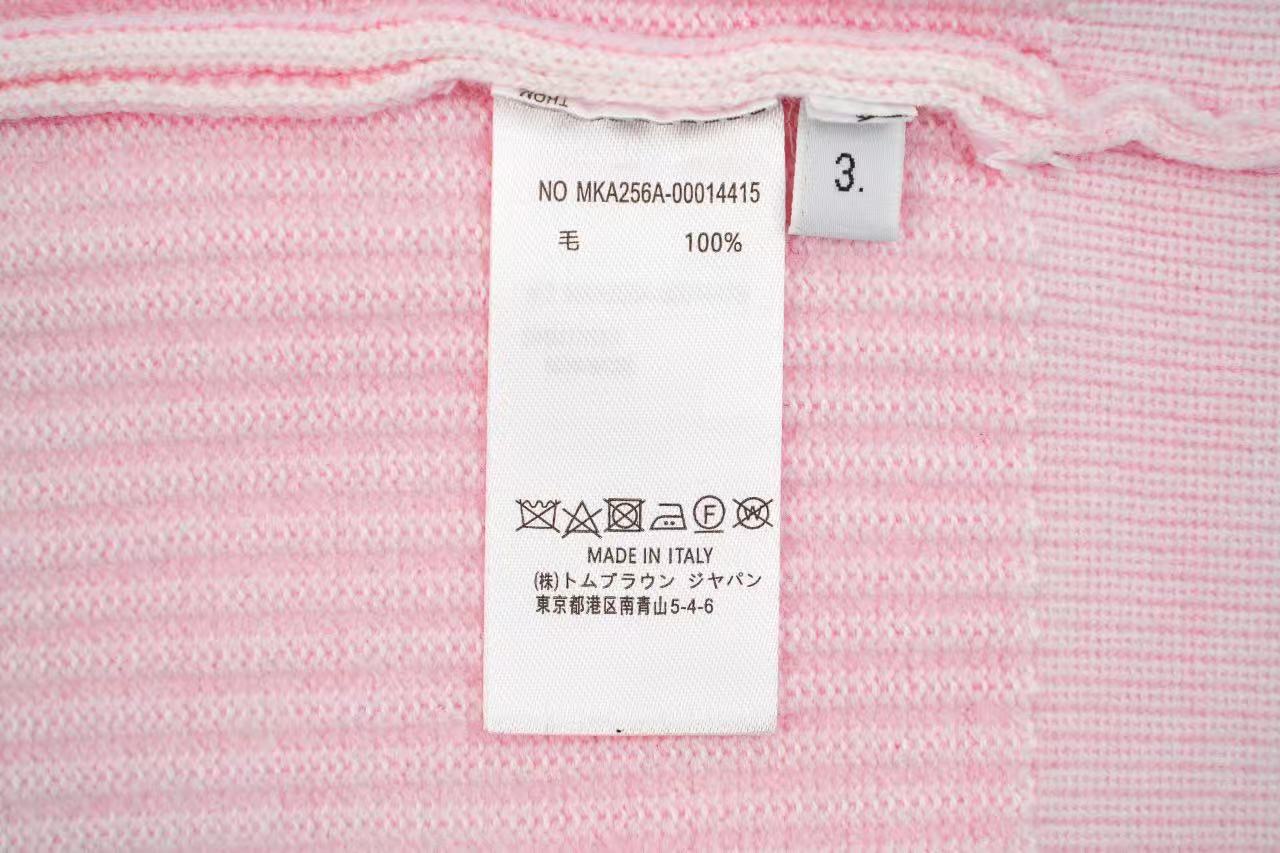 NO MKA256A-00014415
3.
毛 100%
F W
MADE IN ITALY
(株)トムブラウン ジヤパン
東京都港区南青山5-4-6